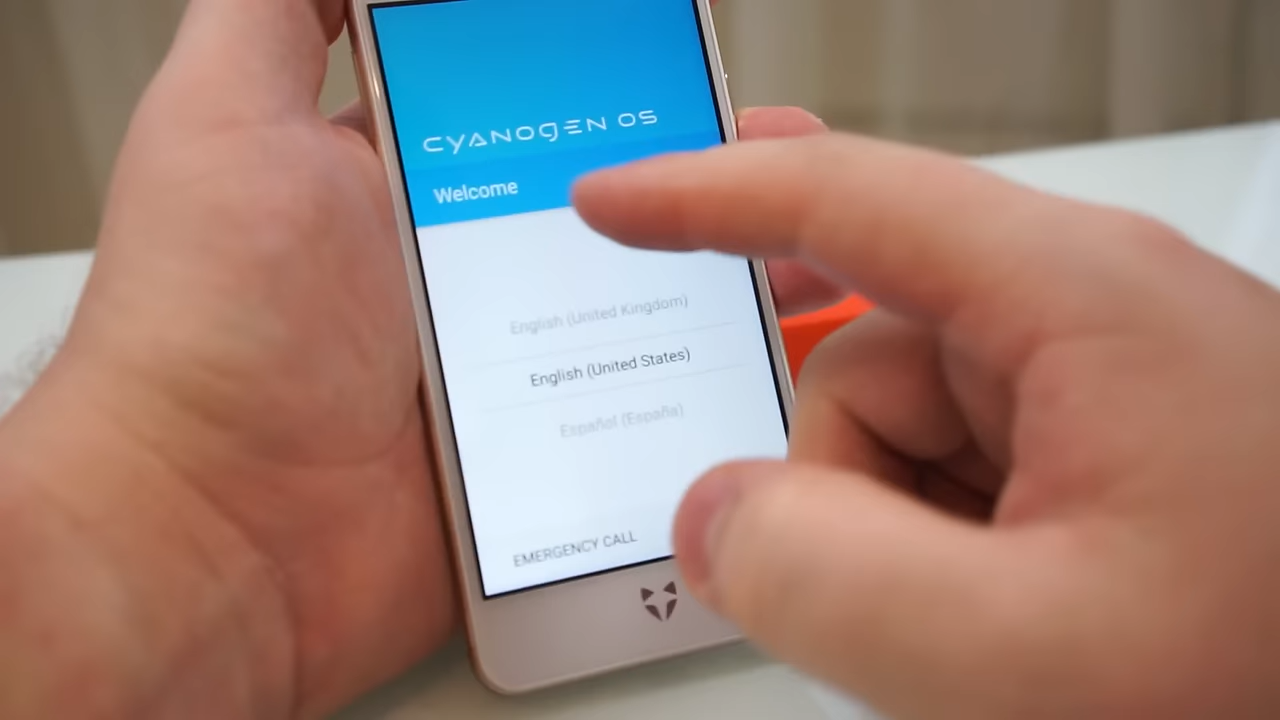 CYANOGEN OS
Welcome
English (United Kingdom)
English (United States)
Español (España)
EMERGENCY CALL